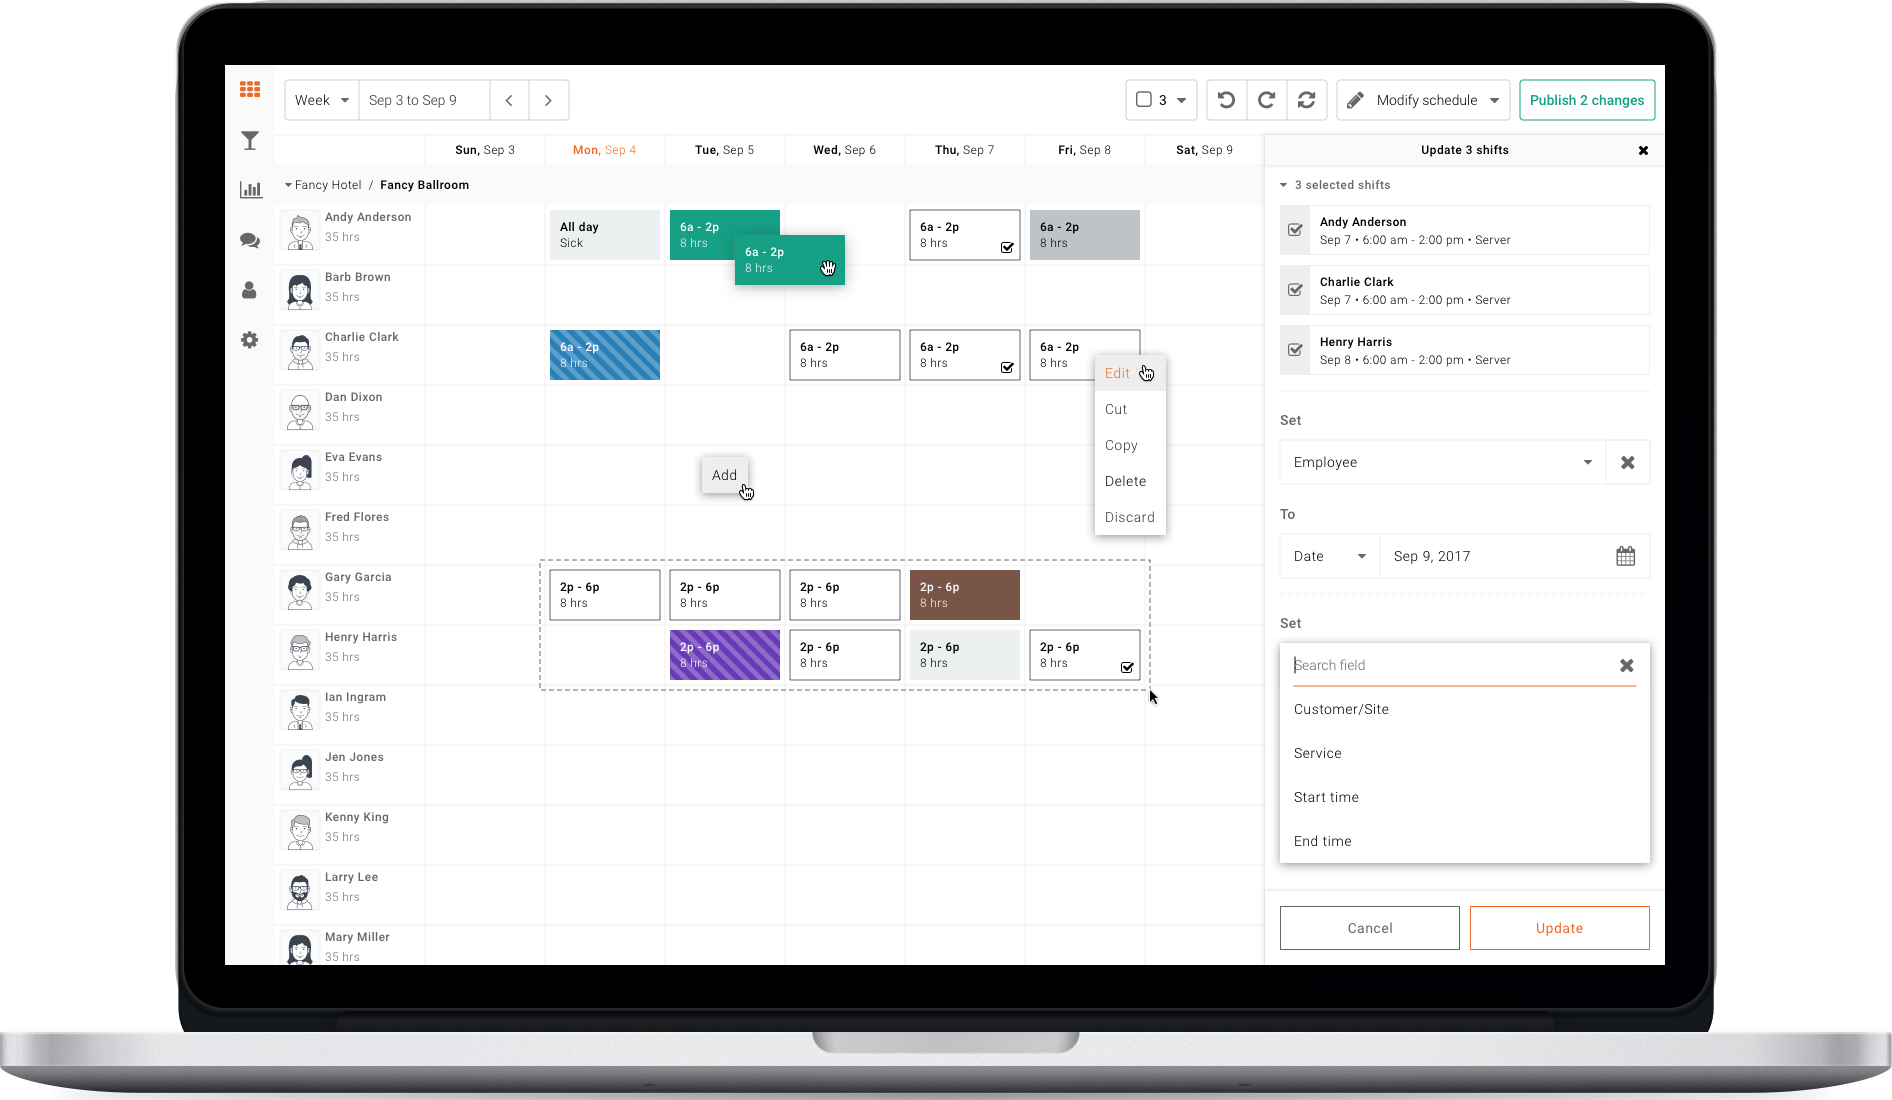 Week
Sep 3 to Sep 9
3
Modify schedule
Publish 2 changes
Sun, Sep 3
Mon, Sep 4
Tue, Sep 5
Wed, Sep 6
Thu, Sep 7
Fri, Sep 8
Sat, Sep 9
Fancy Hotel / Fancy Ballroom
Andy Anderson
35 hrs
All day
Sick
6a - 2p
8 hrs
6a - 2p
8 hrs
6a - 2p
8 hrs
6a - 2p
8 hrs
Barb Brown
35 hrs
Charlie Clark
35 hrs
6a - 2p
8 hrs
6a - 2p
8 hrs
6a - 2p
8 hrs
6a - 2p
8 hrs
Edit
Cut
Copy
Delete
Discard
Dan Dixon
35 hrs
Eva Evans
35 hrs
Add
Fred Flores
35 hrs
Gary Garcia
35 hrs
2p - 6p
8 hrs
2p - 6p
8 hrs
2p - 6p
8 hrs
2p - 6p
8 hrs
Henry Harris
35 hrs
2p - 6p
8 hrs
2p - 6p
8 hrs
2p - 6p
8 hrs
2p - 6p
8 hrs
Ian Ingram
35 hrs
Jen Jones
35 hrs
Kenny King
35 hrs
Larry Lee
35 hrs
Mary Miller
35 hrs
Update 3 shifts
3 selected shifts
Andy Anderson
Sep 7 • 6:00 am - 2:00 pm • Server
Charlie Clark
Sep 7 • 6:00 am - 2:00 pm • Server
Henry Harris
Sep 8 • 6:00 am - 2:00 pm • Server
Set
Employee
To
Date
Sep 9, 2017
Set
Search field
Customer/Site
Service
Start time
End time
Cancel
Update